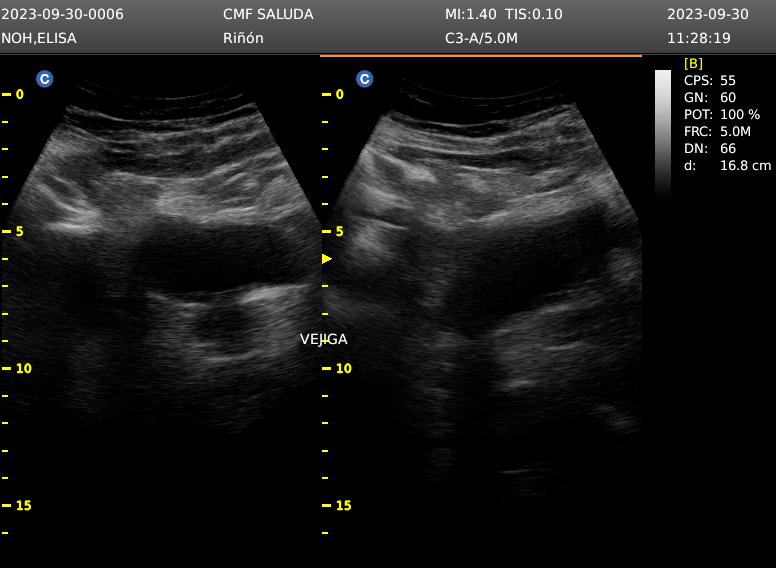 2023-09-30-0006 CMF SALUDA MI:1.40 TIS:0.10 2023-09-30
NOH,ELISA Riñón C3-A/5.0M 11:28:19
C
C
[B]
CPS: 55
GN: 60
POT: 100 %
FRC: 5.0M
DN: 66
d: 16.8 cm
0
5
10
15
0
5
10
15
VEJIGA